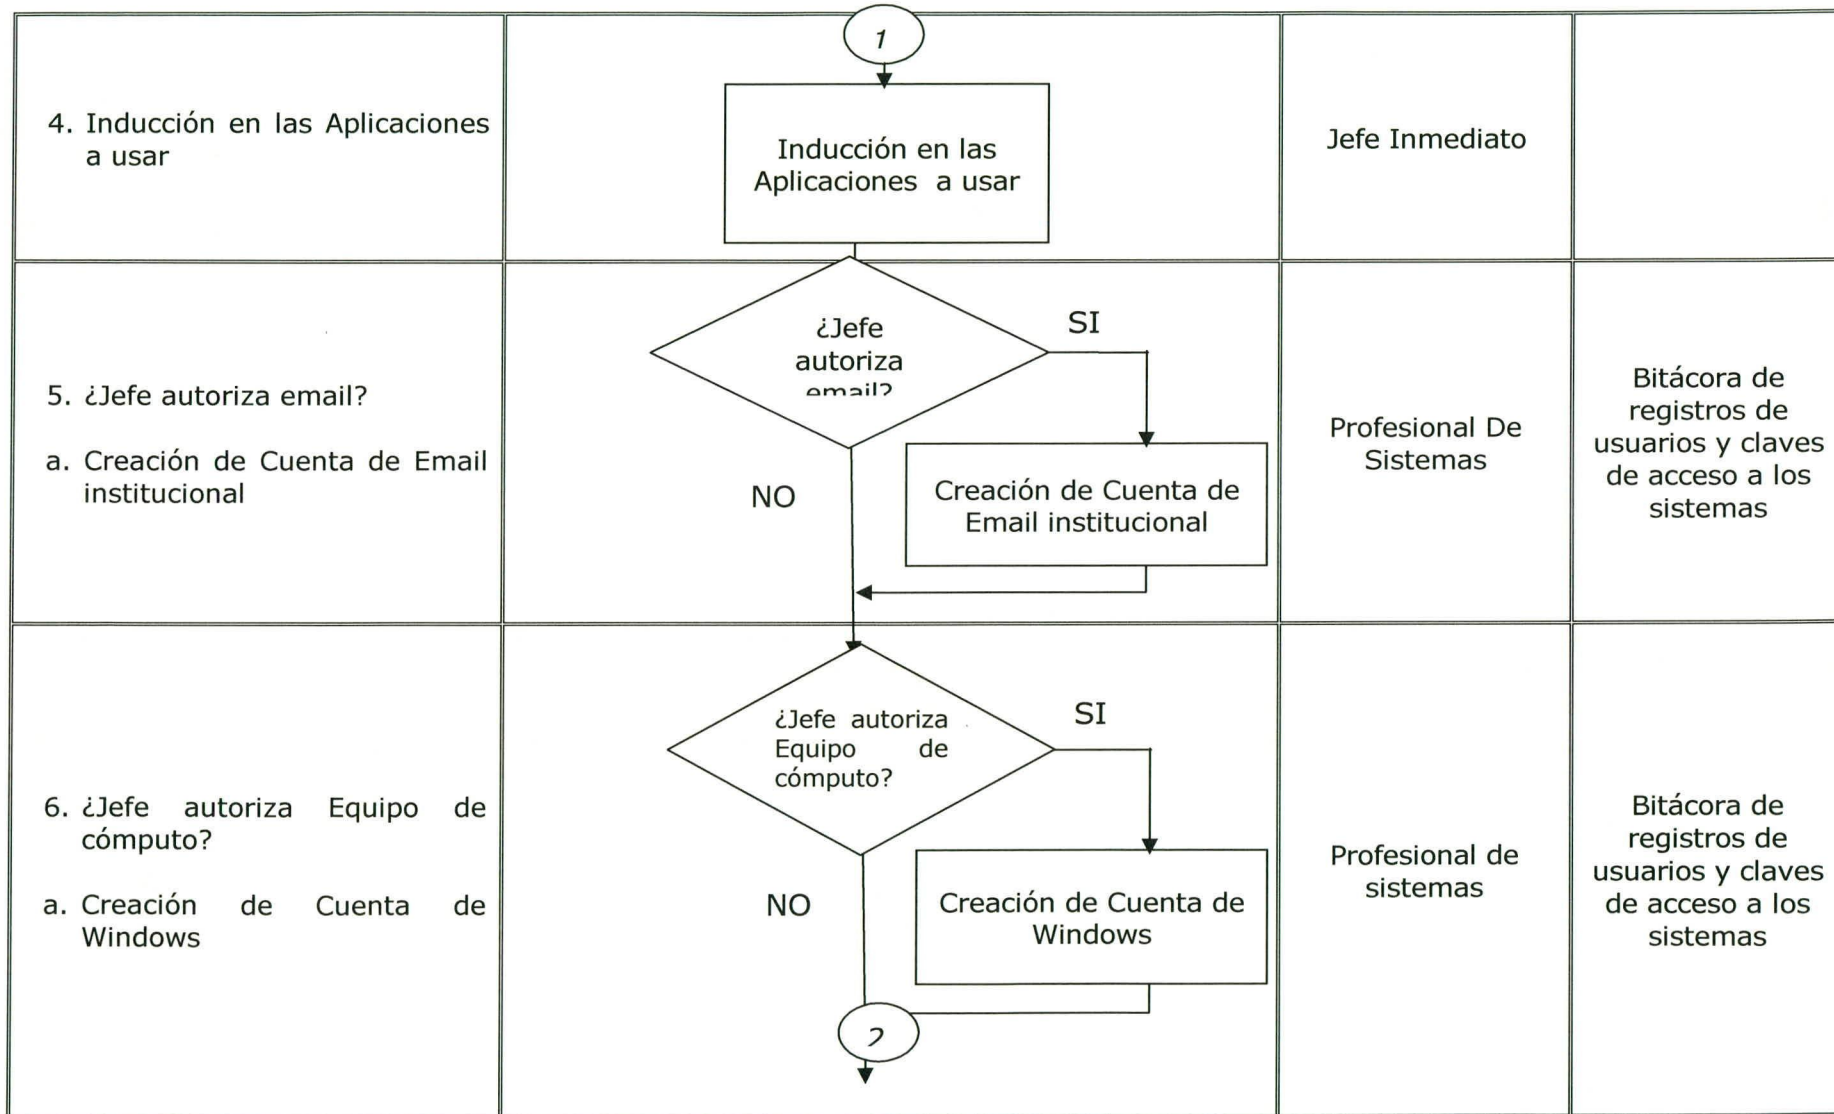 1
4. Inducción en las Aplicaciones
a usar
Inducción en las
Aplicaciones a usar
Jefe Inmediato
5. ¿Jefe autoriza email?
a. Creación de Cuenta de Email
institucional
¿Jefe
autoriza
email?
SI
NO
Creación de Cuenta de
Email institucional
Profesional De
Sistemas
Bitácora de
registros de
usuarios y claves
de acceso a los
sistemas
6. ¿Jefe autoriza Equipo de
cómputo?
a. Creación de Cuenta de
Windows
¿Jefe autoriza
Equipo de
cómputo?
SI
NO
Creación de Cuenta de
Windows
2
Profesional de
sistemas
Bitácora de
registros de
usuarios y claves
de acceso a los
sistemas